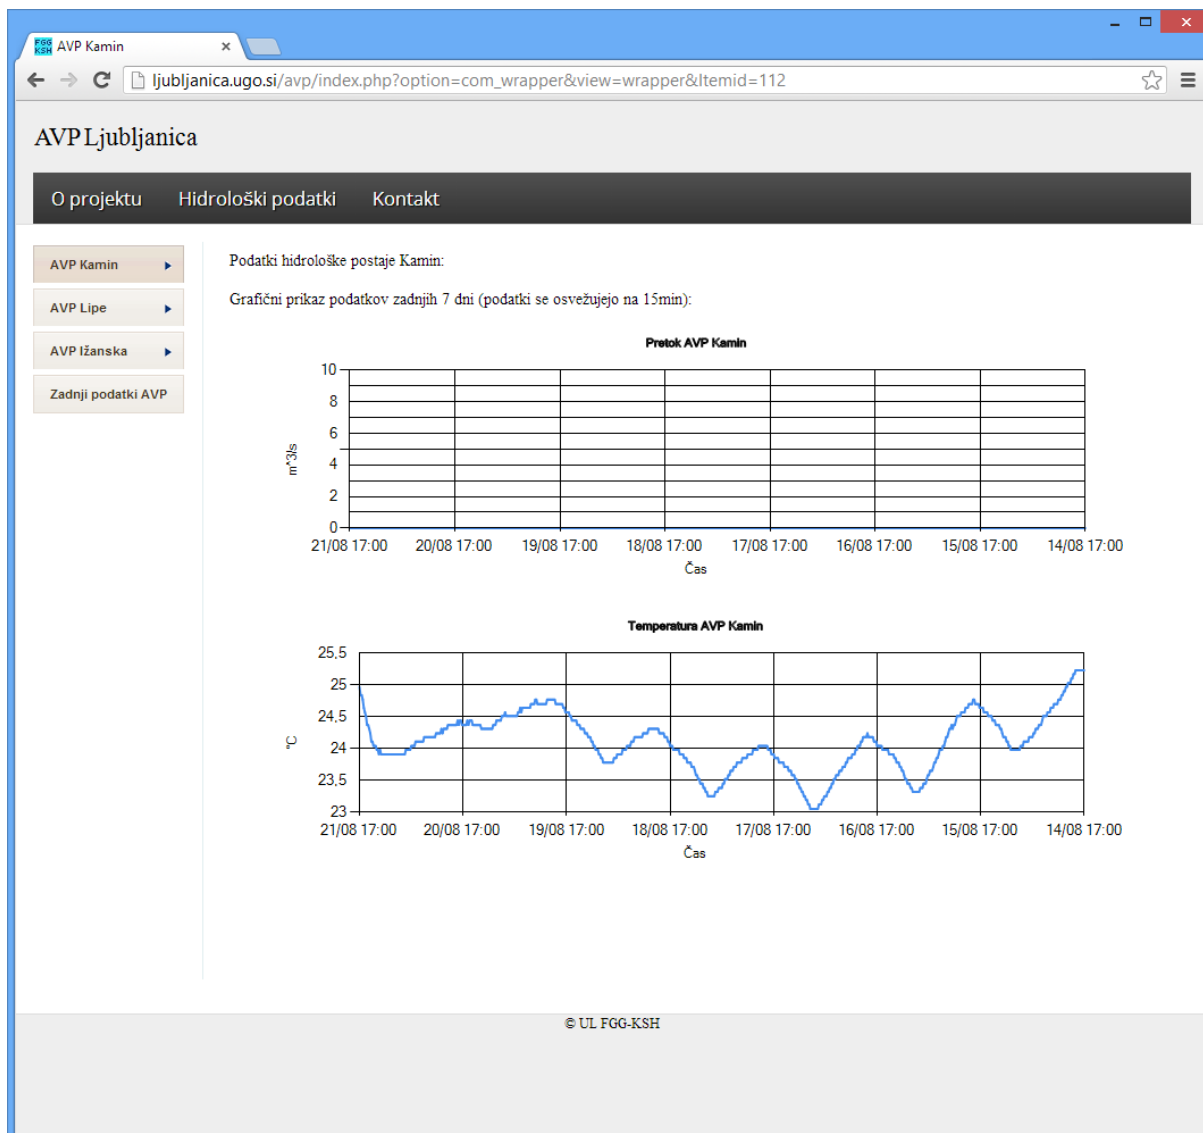 FGG
KSH
AVP Kamin
ljubljanica.ugo.si/avp/index.php?option=com_wrapper&view=wrapper&Itemid=112
AVP Ljubljanica
O projektu Hidrološki podatki Kontakt
AVP Kamin
AVP Lipe
AVP Ižanska
Zadnji podatki AVP
Podatki hidrološke postaje Kamin:
Grafični prikaz podatkov zadnjih 7 dni (podatki se osvežujejo na 15min):
Pretok AVP Kamin
10
8
6
4
2
0
m^3/s
21/08 17:00 20/08 17:00 19/08 17:00 18/08 17:00 17/08 17:00 16/08 17:00 15/08 17:00 14/08 17:00
Čas
Temperatura AVP Kamin
25,5
25
24,5
24
23,5
23
°C
21/08 17:00 20/08 17:00 19/08 17:00 18/08 17:00 17/08 17:00 16/08 17:00 15/08 17:00 14/08 17:00
Čas
© UL FGG-KSH